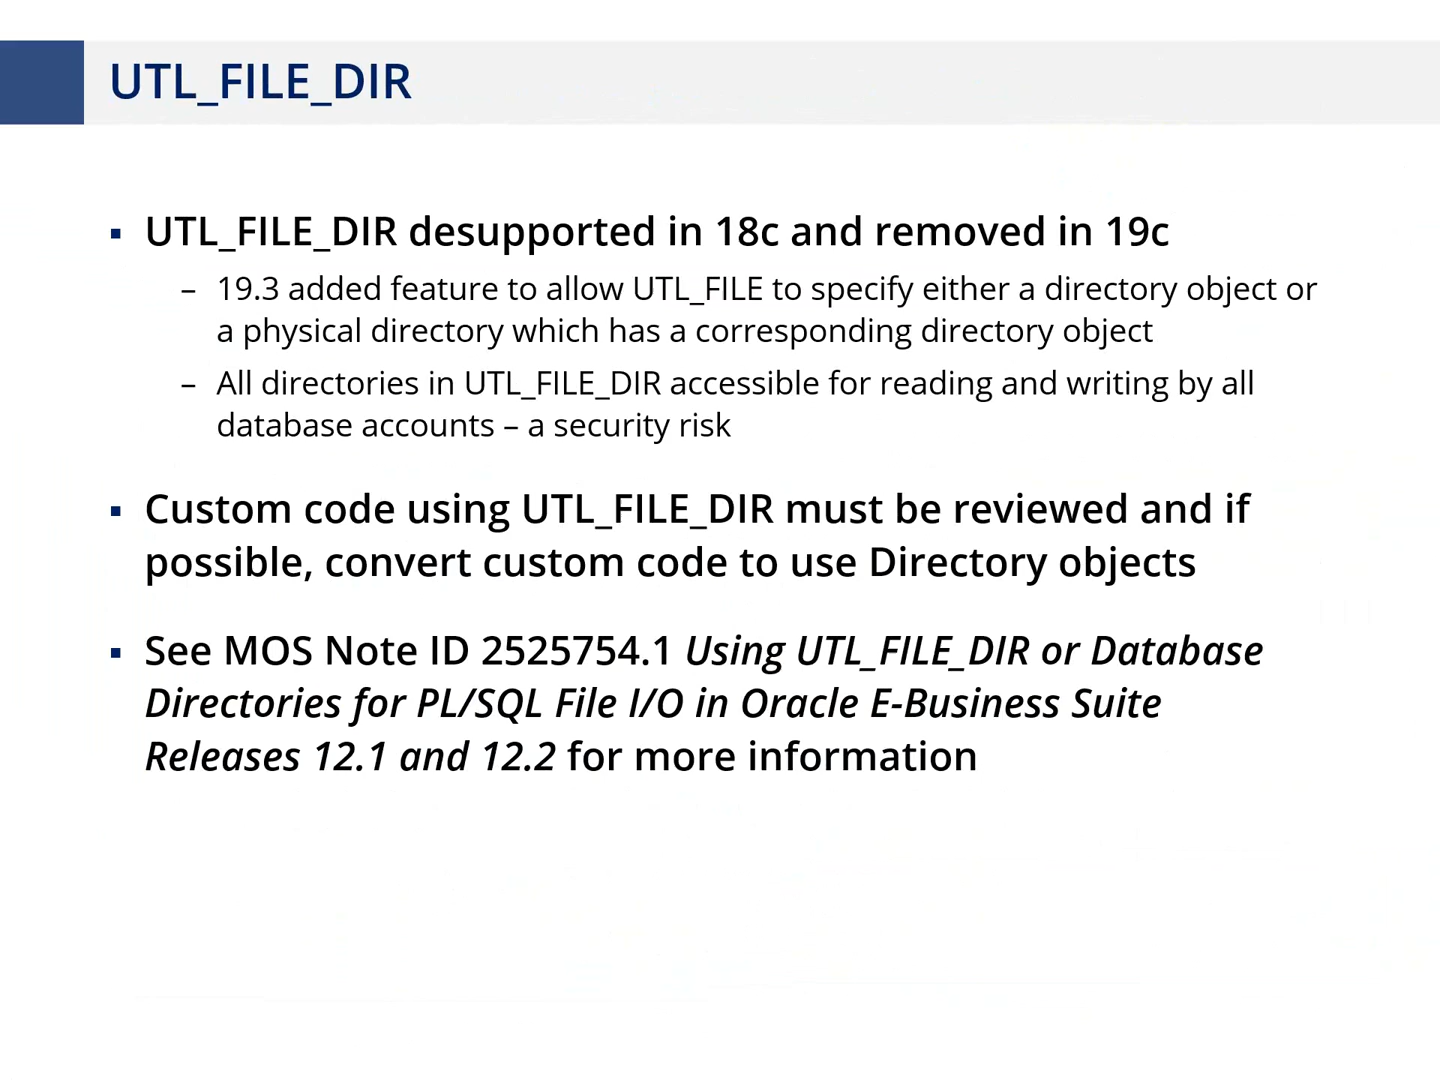 UTL_FILE_DIR
▪ UTL_FILE_DIR desupported in 18c and removed in 19c
– 19.3 added feature to allow UTL_FILE to specify either a directory object or
a physical directory which has a corresponding directory object
– All directories in UTL_FILE_DIR accessible for reading and writing by all
database accounts – a security risk
▪ Custom code using UTL_FILE_DIR must be reviewed and if
possible, convert custom code to use Directory objects
▪ See MOS Note ID 2525754.1 Using UTL_FILE_DIR or Database
Directories for PL/SQL File I/O in Oracle E-Business Suite
Releases 12.1 and 12.2 for more information